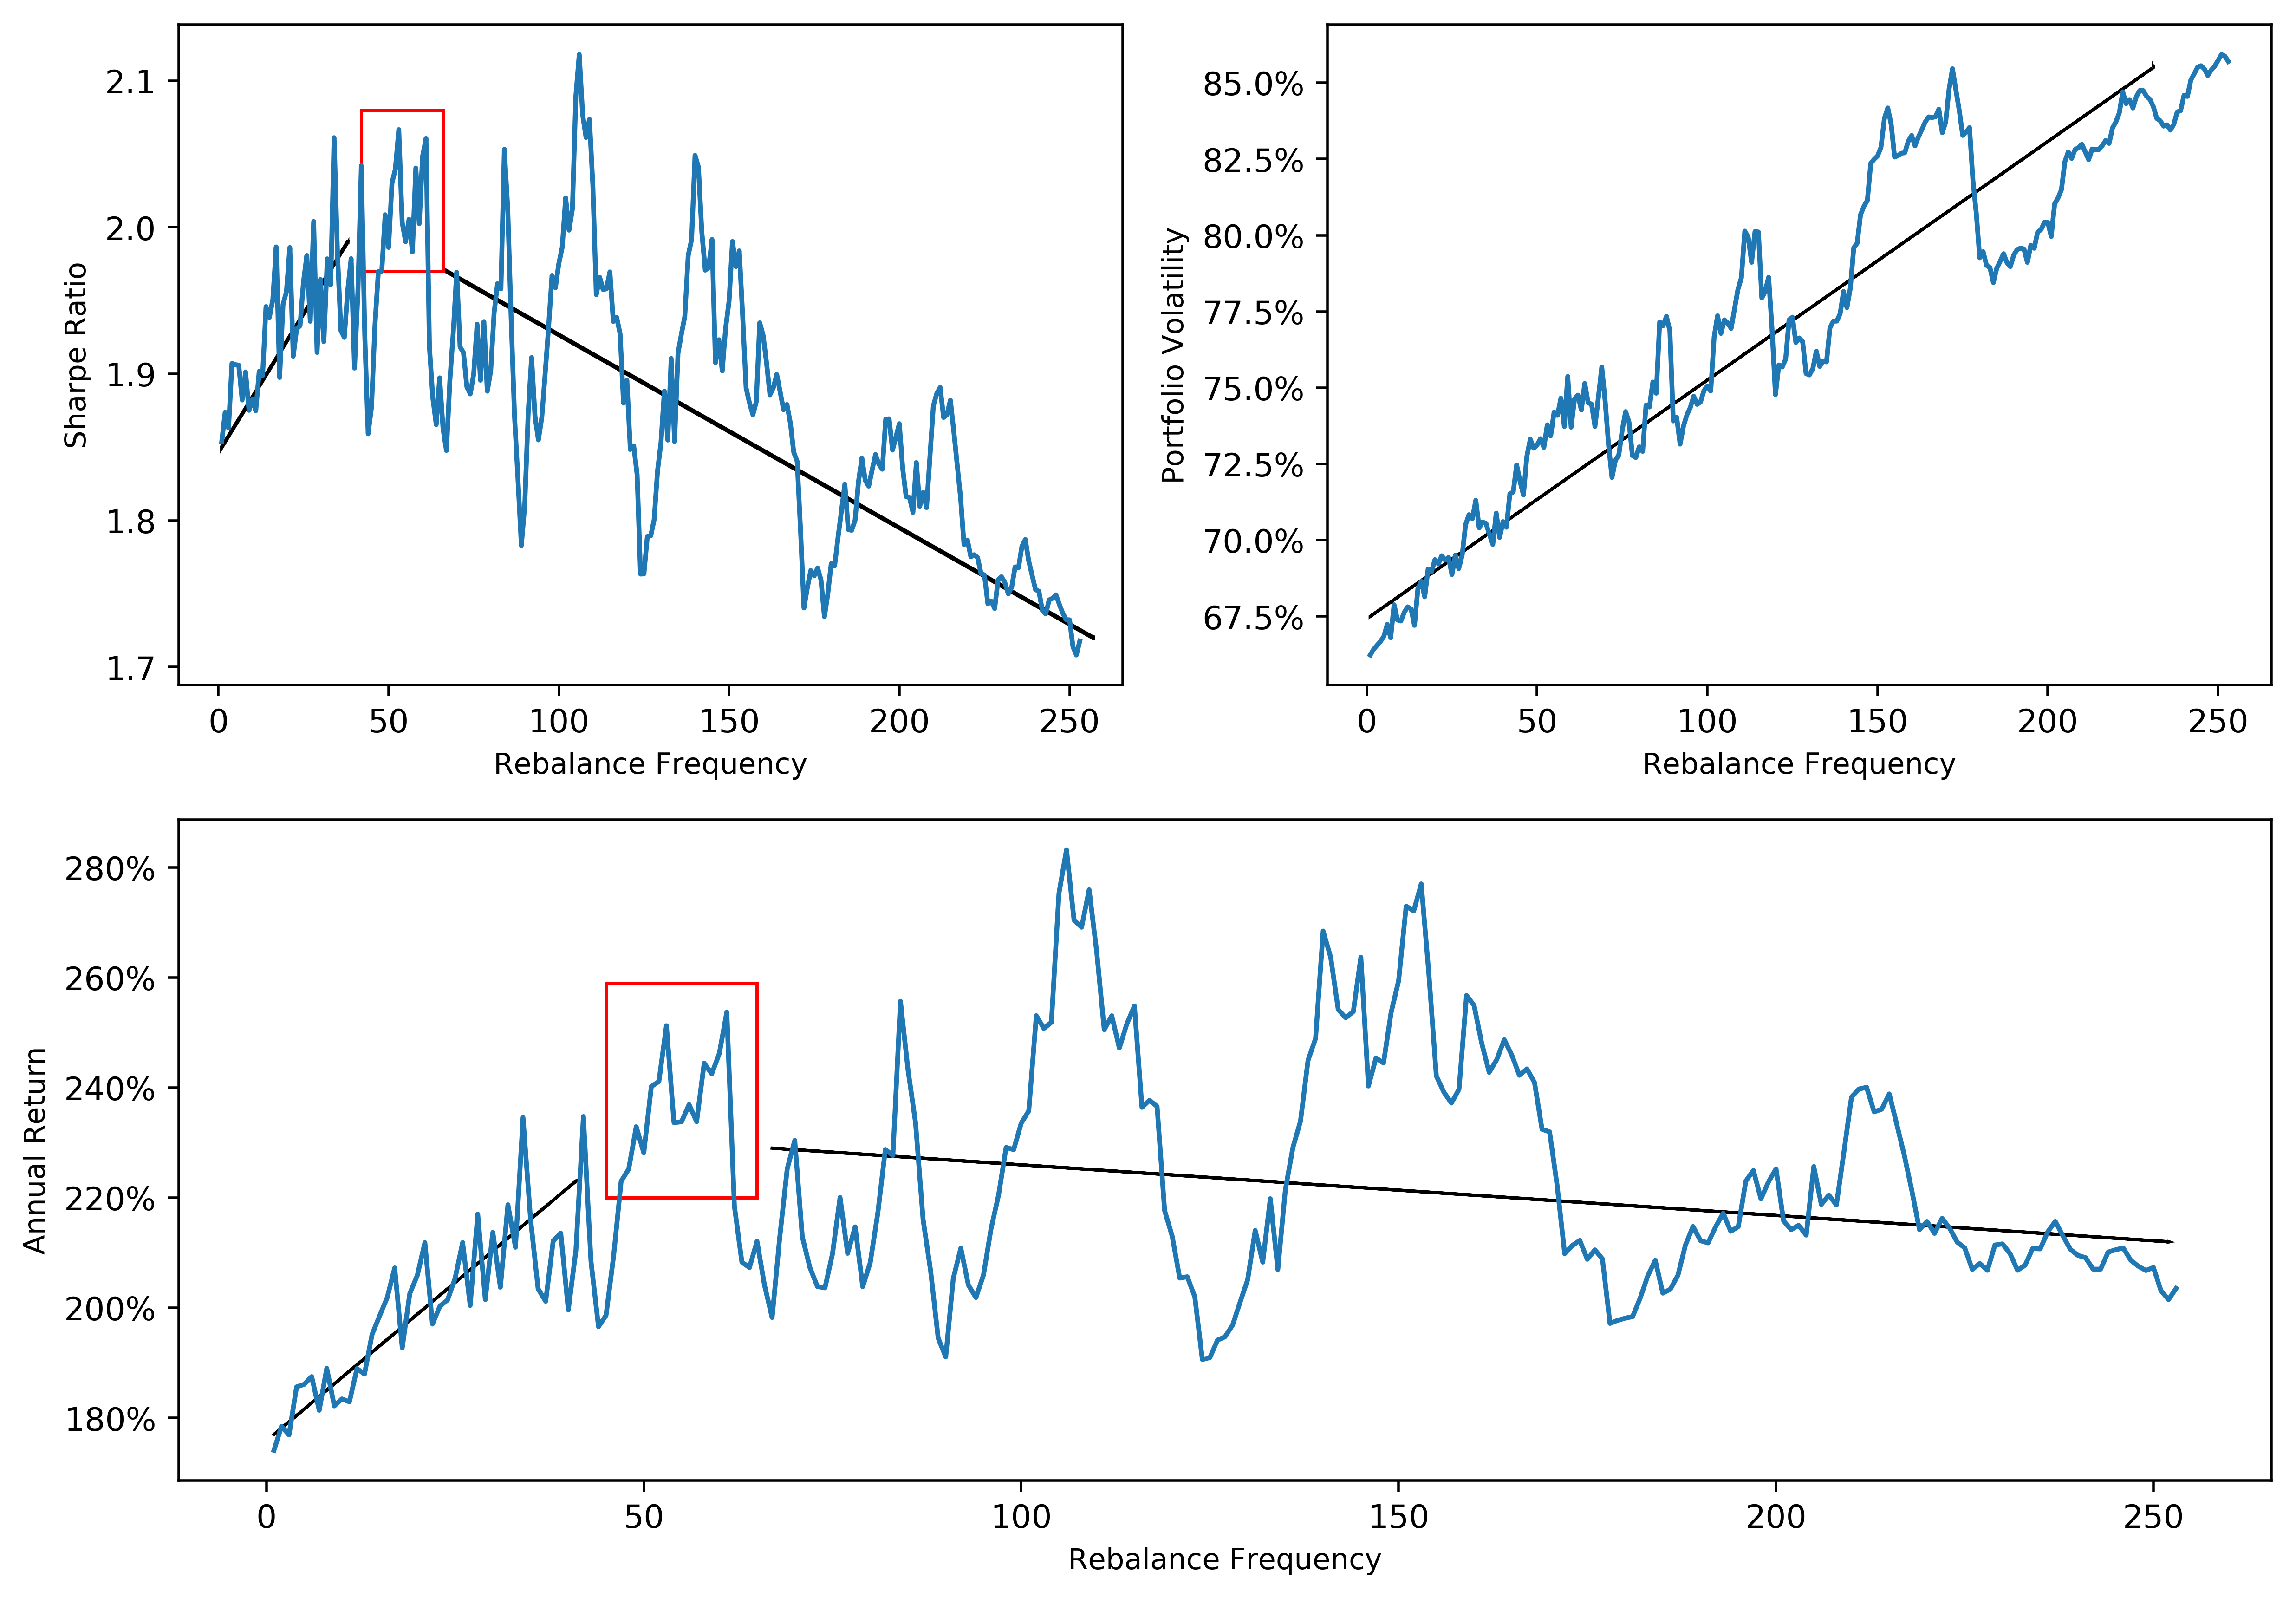 2.1
2.0
1.9
1.8
1.7
Sharpe Ratio
0 50 100 150 200 250
Rebalance Frequency
85.0%
82.5%
80.0%
77.5%
75.0%
72.5%
70.0%
67.5%
Portfolio Volatility
0 50 100 150 200 250
Rebalance Frequency
280%
260%
240%
220%
200%
180%
Annual Return
0 50 100 150 200 250
Rebalance Frequency